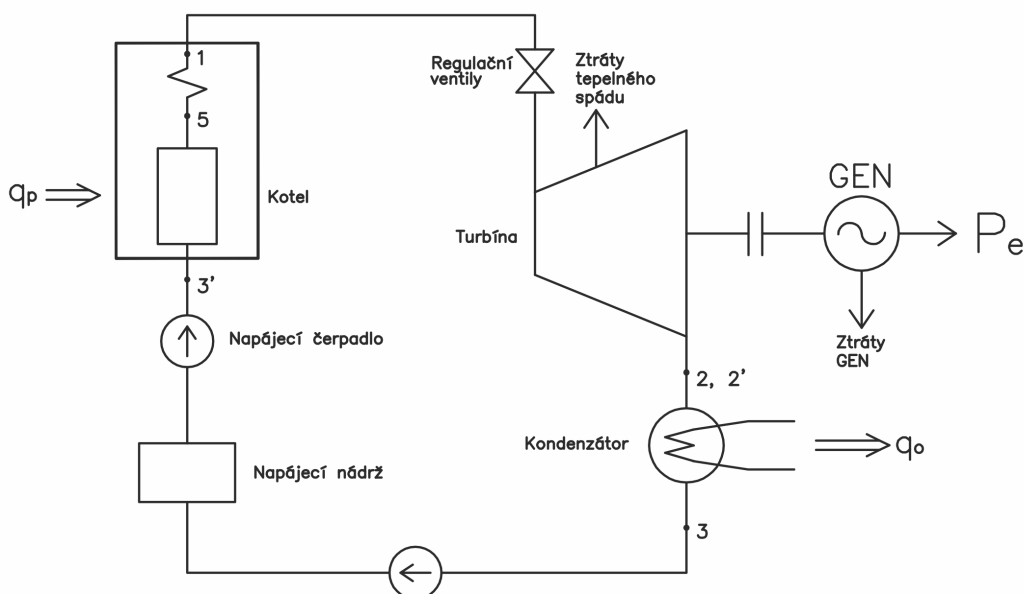 1
Regulační
ventily
Ztráty
tepelného
spádu
5
GEN
qp
Kotel
Turbína
Pe
3’
Napájecí čerpadlo
Ztráty
GEN
2, 2’
Kondenzátor
qo
Napájecí nádrž
3